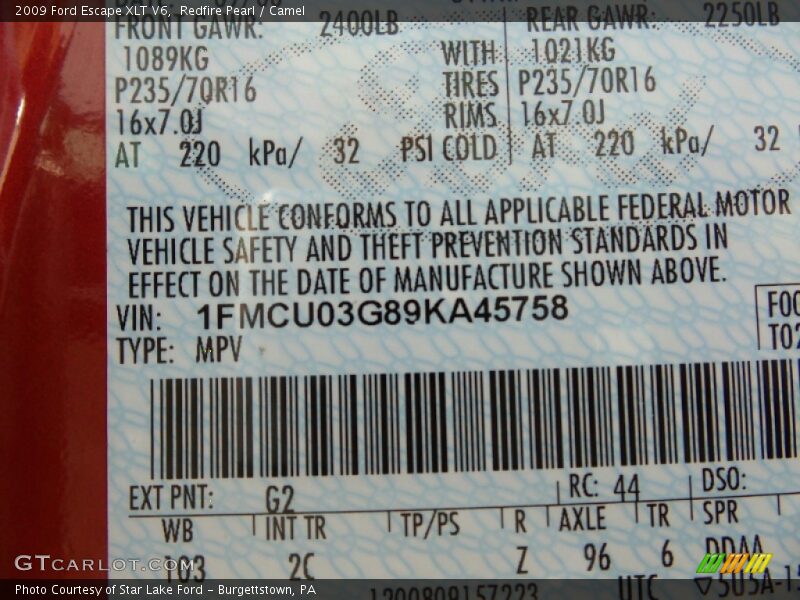 2009 Ford Escape XLT V6, Redfire Pearl / Camel
FRONT GAWR: 2400LB REAR GAWR: 2250LB
1089KG WITH 1021KG
P235/70R16 TIRES P235/70R16
16x7.0J RIMS 16x7.0J
AT 220 kPa/ 32 PSI COLD AT 220 kPa/ 32
THIS VEHICLE CONFORMS TO ALL APPLICABLE FEDERAL MOTOR
VEHICLE SAFETY AND THEFT PREVENTION STANDARDS IN
EFFECT ON THE DATE OF MANUFACTURE SHOWN ABOVE.
VIN: 1FMCU03G89KA45758
TYPE: MPV
EXT PNT: G2 RC: 44 DSO:
WB INT TR TP/PS R AXLE TR SPR
103 2C Z 96 6 DDAA
GTCARLOT.COM
UTC
Photo Courtesy of Star Lake Ford - Burgettstown, PA